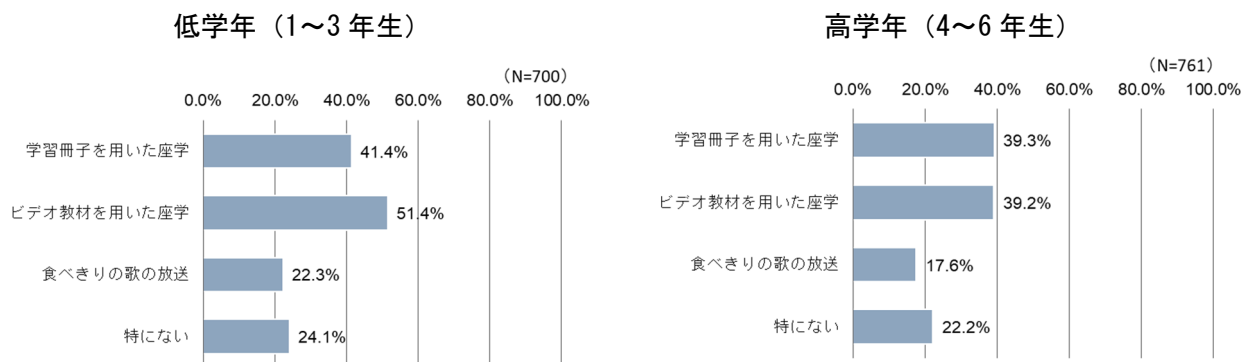 低学年（1～3 年生）
（N=700）
0.0% 20.0% 40.0% 60.0% 80.0% 100.0%
学習冊子を用いた座学 41.4%
ビデオ教材を用いた座学 51.4%
食べきりの歌の放送 22.3%
特にない 24.1%
高学年（4～6 年生）
（N=761）
0.0% 20.0% 40.0% 60.0% 80.0% 100.0%
学習冊子を用いた座学 39.3%
ビデオ教材を用いた座学 39.2%
食べきりの歌の放送 17.6%
特にない 22.2%